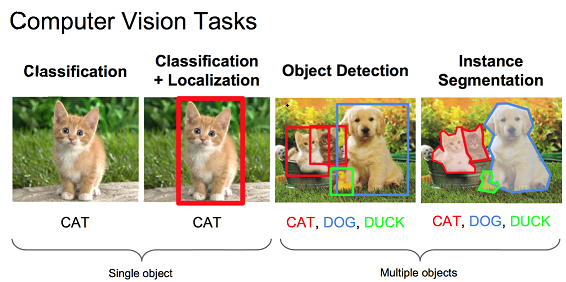 Computer Vision Tasks
Classification
Classification
+ Localization
Object Detection
Instance
Segmentation
CAT
CAT
CAT, DOG, DUCK
CAT, DOG, DUCK
Single object
Multiple objects